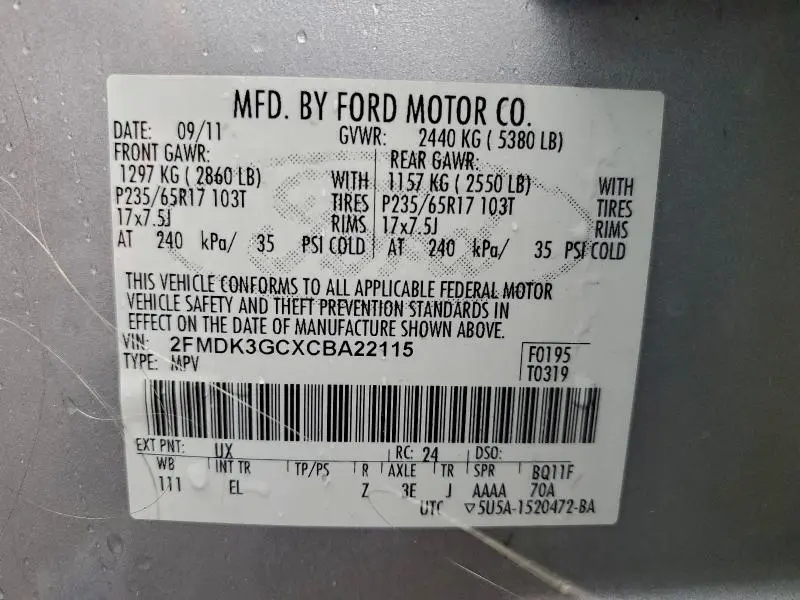 MFD. BY FORD MOTOR CO.
DATE: 09/11 GVWR: 2440 KG ( 5380 LB)
FRONT GAWR: REAR GAWR:
1297 KG ( 2860 LB) WITH 1157 KG ( 2550 LB) WITH
P235/65R17 103T TIRES P235/65R17 103T TIRES
17x7.5J RIMS 17x7.5J RIMS
AT 240 kPa/ 35 PSI COLD AT 240 kPa/ 35 PSI COLD
THIS VEHICLE CONFORMS TO ALL APPLICABLE FEDERAL MOTOR
VEHICLE SAFETY AND THEFT PREVENTION STANDARDS IN
EFFECT ON THE DATE OF MANUFACTURE SHOWN ABOVE.
VIN: 2FMDK3GCXCBA22115 F0195
TYPE: MPV T0319
EXT PNT: UX RC: 24 DSO:
WB INT TR TP/PS R AXLE TR SPR BQ11F
111 EL Z 3E J AAAA 70A
UTC ▽5U5A-1520472-BA